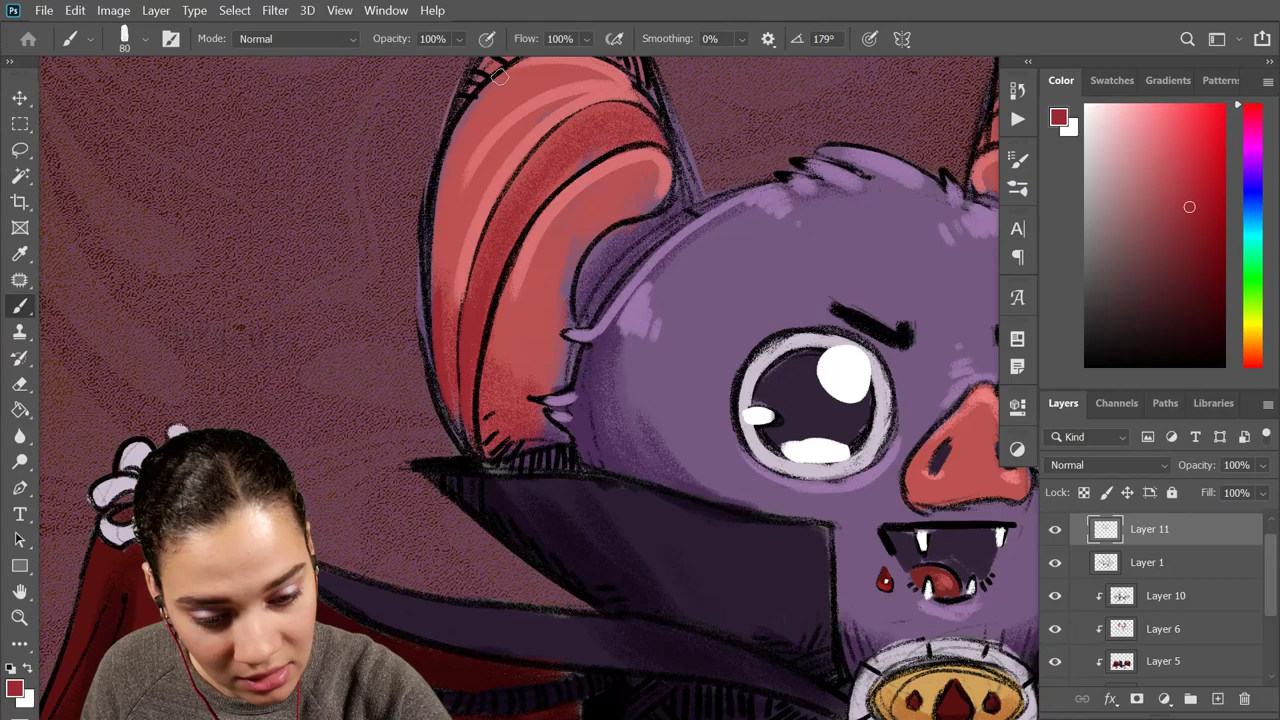 Ps File Edit Image Layer Type Select Filter 3D View Window Help
80 Mode: Normal Opacity: 100% Flow: 100% Smoothing: 0% 179°
Color Swatches Gradients Patterns
Layers Channels Paths Libraries
Kind
Normal Opacity: 100%
Lock: Fill: 100%
Layer 11
Layer 1
Layer 10
Layer 6
Layer 5